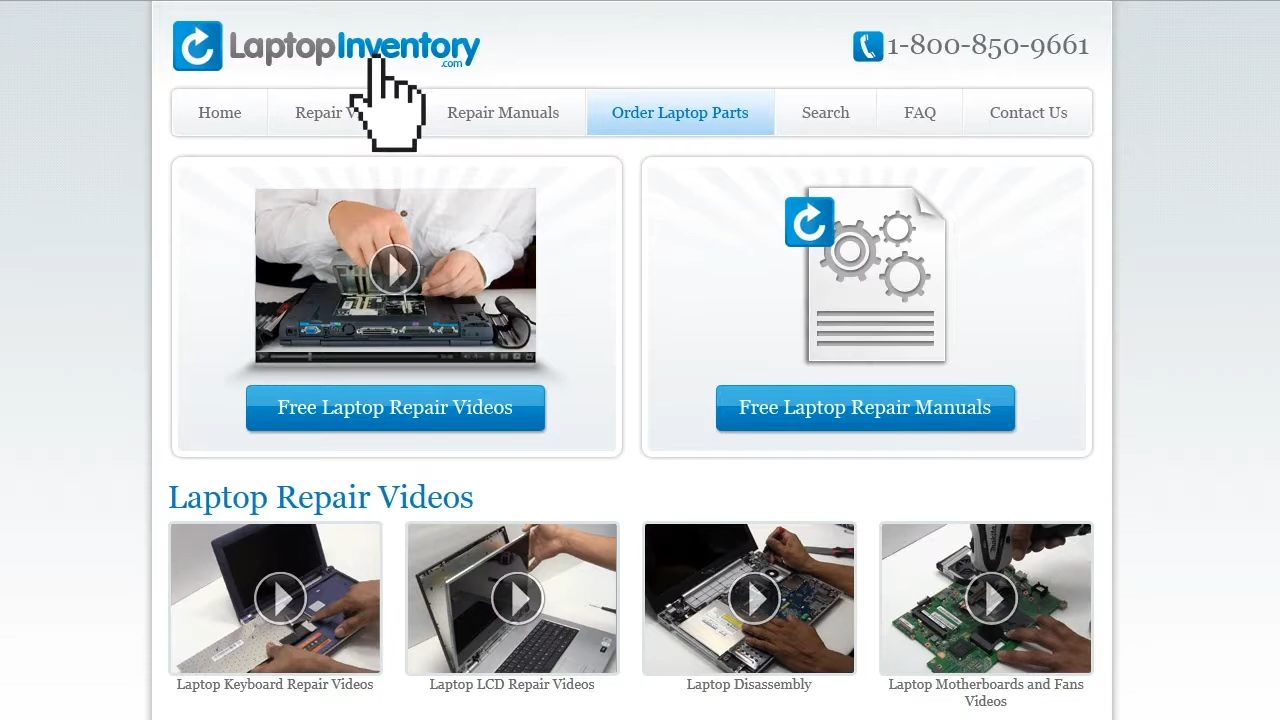 LaptopInventory
.com
1-800-850-9661
Home
Repair V
Repair Manuals
Order Laptop Parts
Search
FAQ
Contact Us
Free Laptop Repair Videos
Free Laptop Repair Manuals
Laptop Repair Videos
Laptop Keyboard Repair Videos
Laptop LCD Repair Videos
Laptop Disassembly
Laptop Motherboards and Fans
Videos